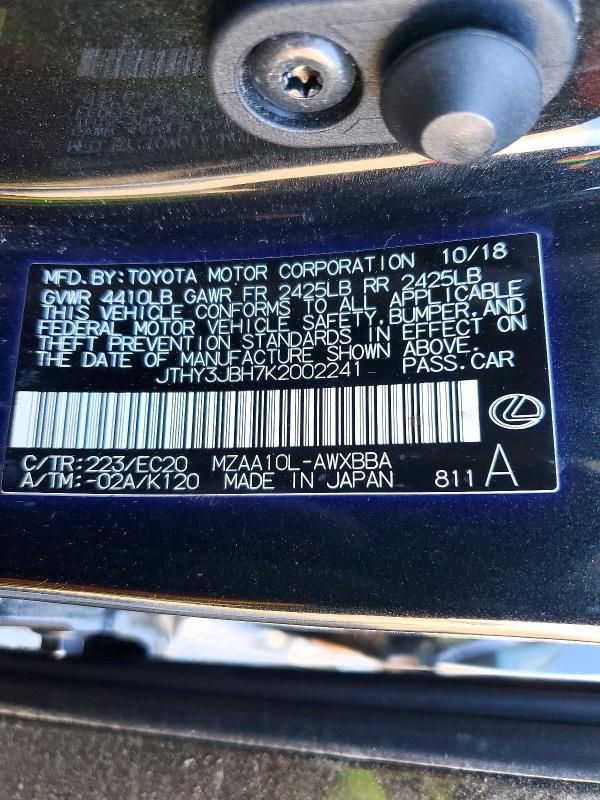 MFD.BY:TOYOTA MOTOR CORPORATION 10/18
GVWR 4410LB GAWR FR 2425LB RR 2425LB
THIS VEHICLE CONFORMS TO ALL APPLICABLE
FEDERAL MOTOR VEHICLE SAFETY,BUMPER,AND
THEFT PREVENTION STANDARDS IN EFFECT ON
THE DATE OF MANUFACTURE SHOWN ABOVE.
JTHY3JBH7K2002241 PASS.CAR
C/TR:223/EC20 MZAA10L-AWXBBA
A/TM:-02A/K120 MADE IN JAPAN 811 A